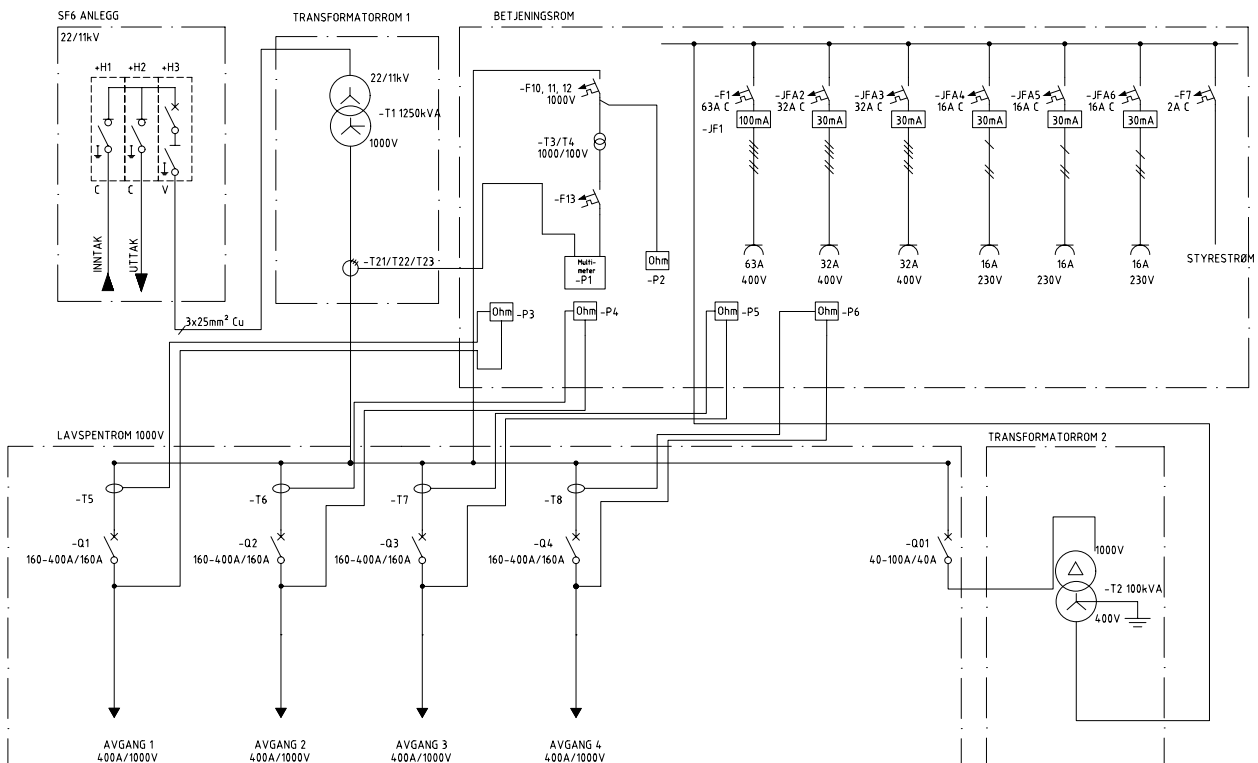 SF6 ANLEGG
22/11kV
+H1
+H2
+H3
C
C
V
INNTAK
UTTAK
3x25mm² Cu
TRANSFORMATORROM 1
22/11kV
-T1 1250kVA
1000V
-T21/T22/T23
BETJENINGSROM
-F10, 11, 12
1000V
-T3/T4
1000/100V
-F13
Multi-
meter
-P1
Ohm
-P2
Ohm -P3
Ohm -P4
Ohm -P5
Ohm -P6
-F1
63A C
100mA
-JF1
63A
400V
-JFA2
32A C
30mA
32A
400V
-JFA3
32A C
30mA
32A
400V
-JFA4
16A C
30mA
16A
230V
-JFA5
16A C
30mA
16A
230V
-JFA6
16A C
30mA
16A
230V
-F7
2A C
STYRESTRØM
LAVSPENTROM 1000V
-T5
-T6
-T7
-T8
-Q1
160-400A/160A
-Q2
160-400A/160A
-Q3
160-400A/160A
-Q4
160-400A/160A
-Q01
40-100A/40A
AVGANG 1
400A/1000V
AVGANG 2
400A/1000V
AVGANG 3
400A/1000V
AVGANG 4
400A/1000V
TRANSFORMATORROM 2
1000V
-T2 100kVA
400V